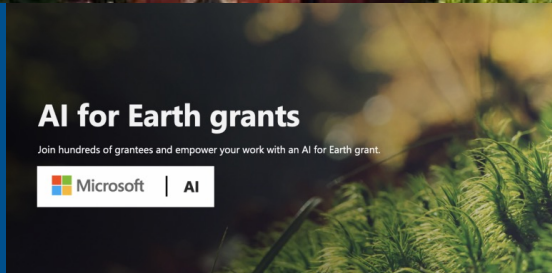 AI for Earth grants
Join hundreds of grantees and empower your work with an AI for Earth grant.
Microsoft | AI